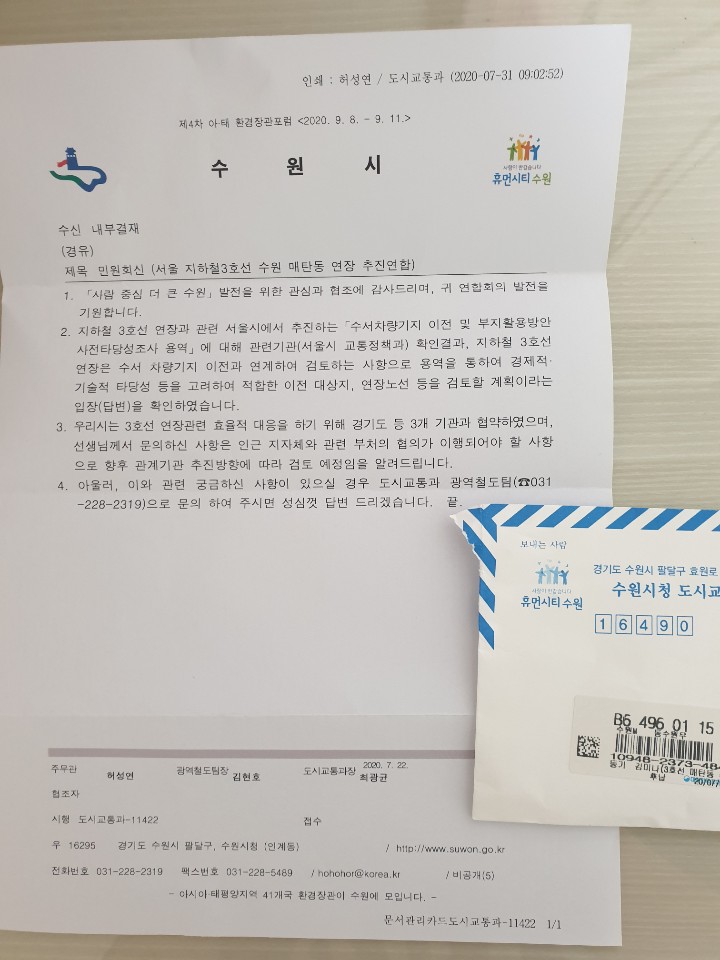 인쇄 : 허성연 / 도시교통과 (2020-07-31 09:02:52)
제4차 아·태 환경장관포럼 <2020. 9. 8. - 9. 11.>
수 원 시
사람이 반갑습니다
휴먼시티 수원
수신 내부결재
(경유)
제목 민원회신 (서울 지하철3호선 수원 매탄동 연장 추진연합)
1. 「사람 중심 더 큰 수원」발전을 위한 관심과 협조에 감사드리며, 귀 연합회의 발전을
기원합니다.
2. 지하철 3호선 연장과 관련 서울시에서 추진하는「수서차량기지 이전 및 부지활용방안
사전타당성조사 용역」에 대해 관련기관(서울시 교통정책과) 확인결과, 지하철 3호선
연장은 수서 차량기지 이전과 연계하여 검토하는 사항으로 용역을 통하여 경제적·
기술적 타당성 등을 고려하여 적합한 이전 대상지, 연장노선 등을 검토할 계획이라는
입장(답변)을 확인하였습니다.
3. 우리시는 3호선 연장관련 효율적 대응을 하기 위해 경기도 등 3개 기관과 협약하였으며,
선생님께서 문의하신 사항은 인근 지자체와 관련 부처의 협의가 이행되어야 할 사항
으로 향후 관계기관 추진방향에 따라 검토 예정임을 알려드립니다.
4. 아울러, 이와 관련 궁금하신 사항이 있으실 경우 도시교통과 광역철도팀(☎031
-228-2319)으로 문의 하여 주시면 성심껏 답변 드리겠습니다. 끝.
보내는 사람
사람이 반갑습니다
휴먼시티 수원
경기도 수원시 팔달구 효원로
수원시청 도시교
16490
B6 496 01 15
수원M 동수원우
10948-2373-484
등기 김미나(3호선 매탄동
후납 20/07/
주무관 허성연 광역철도팀장 김현호 도시교통과장 2020. 7. 22. 최광균
협조자
시행 도시교통과-11422 접수
우 16295 경기도 수원시 팔달구, 수원시청 (인계동) / http://www.suwon.go.kr
전화번호 031-228-2319 팩스번호 031-228-5489 / hohohor@korea.kr / 비공개(5)
- 아시아·태평양지역 41개국 환경장관이 수원에 모입니다. -
문서관리카드도시교통과-11422 1/1